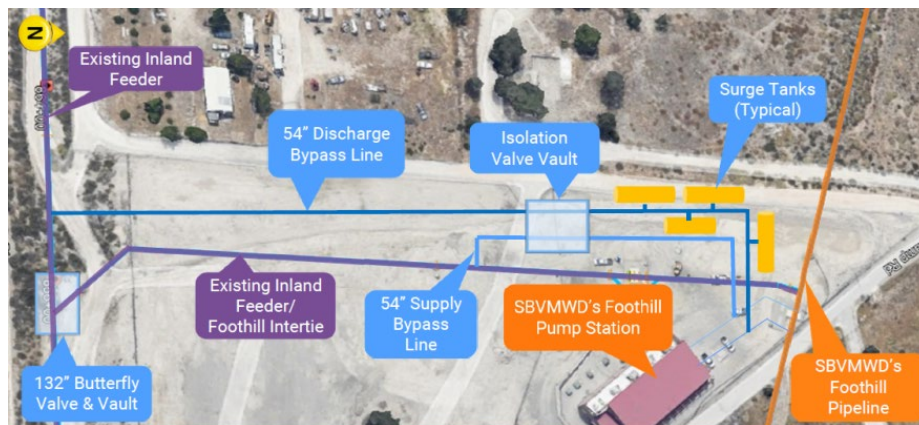 N
Existing Inland
Feeder
Surge Tanks
(Typical)
54" Discharge
Bypass Line
Isolation
Valve Vault
Existing Inland
Feeder/
Foothill Intertie
54" Supply
Bypass
Line
SBVMWD's Foothill
Pump Station
132" Butterfly
Valve & Vault
SBVMWD's
Foothill
Pipeline